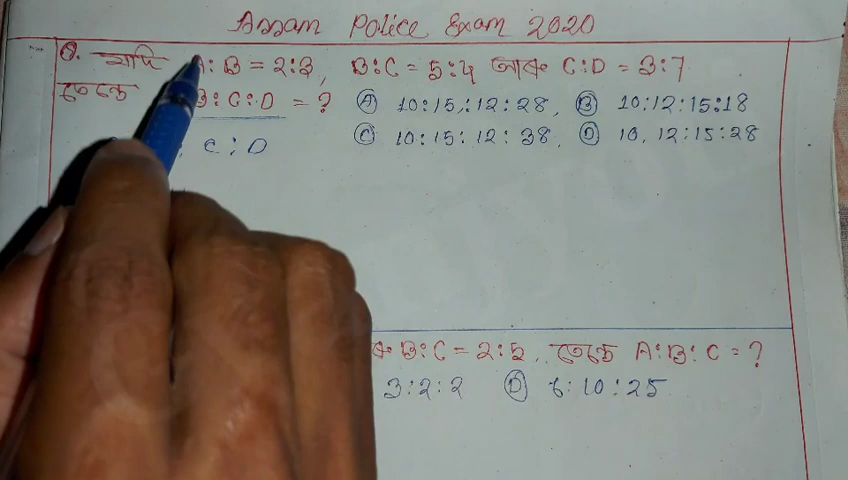 Assam Police Exam 2020
Q. যদি A:B = 2:3, B:C = 5:4 আৰু C:D = 3:7
তেন্তে B:C:D = ? Ⓐ 10:15:12:28, Ⓑ 10:12:15:18
Ⓒ 10:15:12:38, Ⓓ 10,12:15:28
C:D
B:C = 2:5, তেন্তে A:B:C = ?
3:2:2 Ⓓ 6:10:25